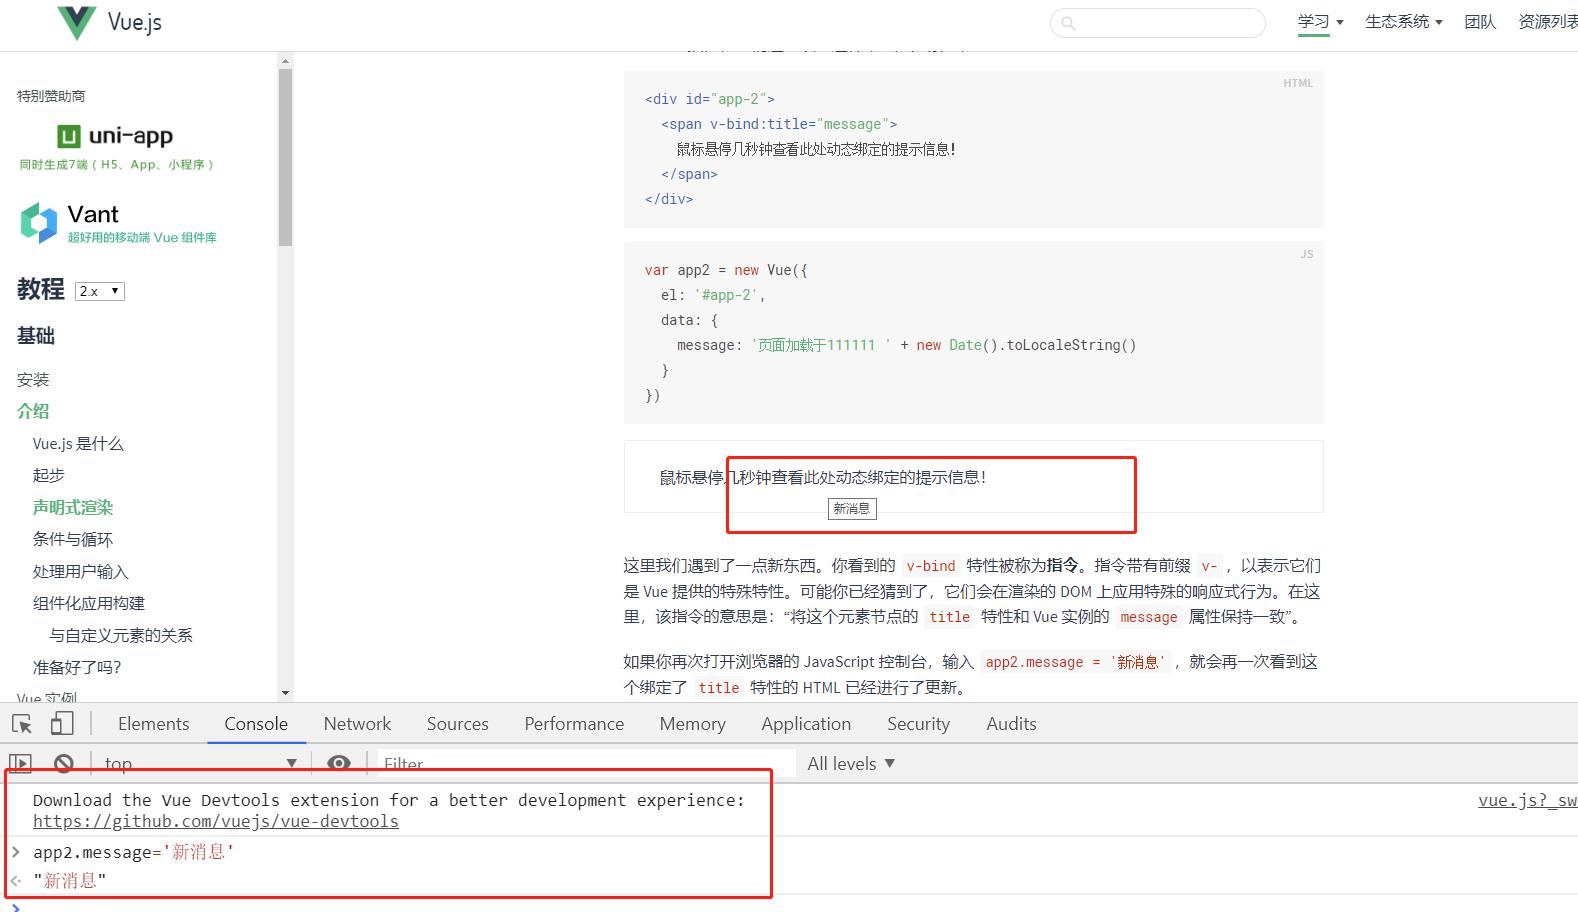 Vue.js
学习
生态系统
团队
资源列表
特别赞助商
uni-app
同时生成7端（H5、App、小程序）
Vant
超好用的移动端 Vue 组件库
教程 2.x
基础
安装
介绍
Vue.js 是什么
起步
声明式渲染
条件与循环
处理用户输入
组件化应用构建
与自定义元素的关系
准备好了吗？
Vue 实例
HTML
<div id="app-2">
<span v-bind:title="message">
鼠标悬停几秒钟查看此处动态绑定的提示信息！
</span>
</div>
JS
var app2 = new Vue({
el: '#app-2',
data: {
message: '页面加载于111111 ' + new Date().toLocaleString()
}
})
鼠标悬停几秒钟查看此处动态绑定的提示信息！
新消息
这里我们遇到了一点新东西。你看到的 v-bind 特性被称为指令。指令带有前缀 v-，以表示它们
是 Vue 提供的特殊特性。可能你已经猜到了，它们会在渲染的 DOM 上应用特殊的响应式行为。在这
里，该指令的意思是：“将这个元素节点的 title 特性和 Vue 实例的 message 属性保持一致”。
如果你再次打开浏览器的 JavaScript 控制台，输入 app2.message = '新消息'，就会再一次看到这
个绑定了 title 特性的 HTML 已经进行了更新。
Elements Console Network Sources Performance Memory Application Security Audits
top Filter All levels
Download the Vue Devtools extension for a better development experience: vue.js?_sw
https://github.com/vuejs/vue-devtools
> app2.message='新消息'
"新消息"
>